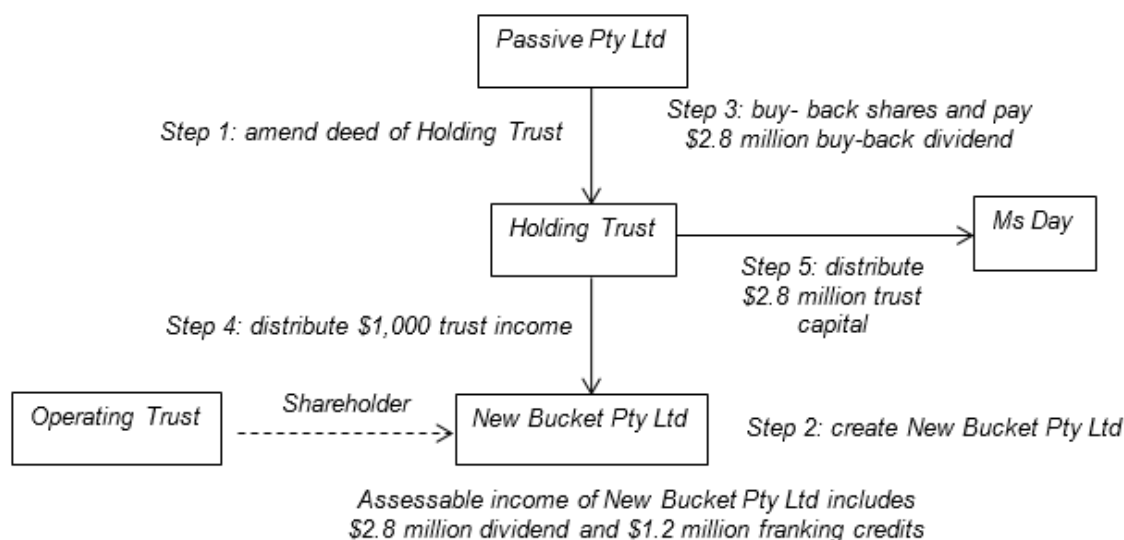 Passive Pty Ltd
Step 1: amend deed of Holding Trust
Step 3: buy- back shares and pay
$2.8 million buy-back dividend
Holding Trust
Ms Day
Step 5: distribute
$2.8 million trust
capital
Step 4: distribute $1,000 trust income
Operating Trust
Shareholder
New Bucket Pty Ltd
Step 2: create New Bucket Pty Ltd
Assessable income of New Bucket Pty Ltd includes
$2.8 million dividend and $1.2 million franking credits